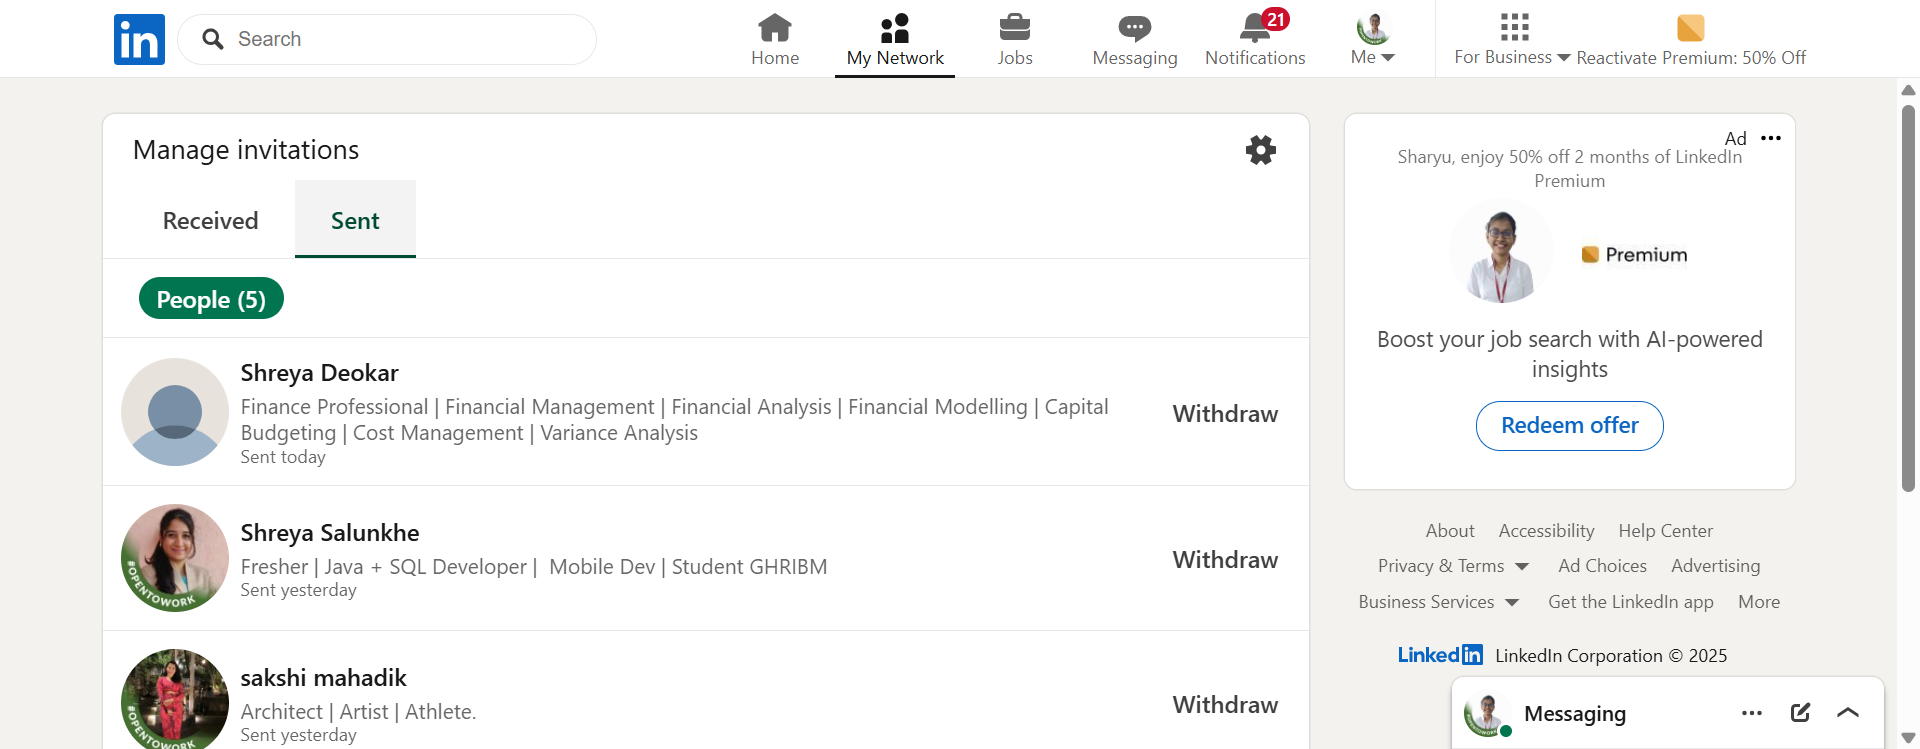 in
Search
Home
My Network
Jobs
Messaging
21
Notifications
Me
For Business
Reactivate Premium: 50% Off
Manage invitations
Received
Sent
People (5)
Shreya Deokar
Finance Professional | Financial Management | Financial Analysis | Financial Modelling | Capital
Budgeting | Cost Management | Variance Analysis
Sent today
Withdraw
#OPENTOWORK
Shreya Salunkhe
Fresher | Java + SQL Developer |  Mobile Dev | Student GHRIBM
Sent yesterday
Withdraw
#OPENTOWORK
sakshi mahadik
Architect | Artist | Athlete.
Sent yesterday
Withdraw
Ad
Sharyu, enjoy 50% off 2 months of LinkedIn
Premium
Premium
Boost your job search with AI-powered
insights
Redeem offer
About Accessibility Help Center
Privacy & Terms Ad Choices Advertising
Business Services Get the LinkedIn app More
LinkedIn LinkedIn Corporation © 2025
Messaging